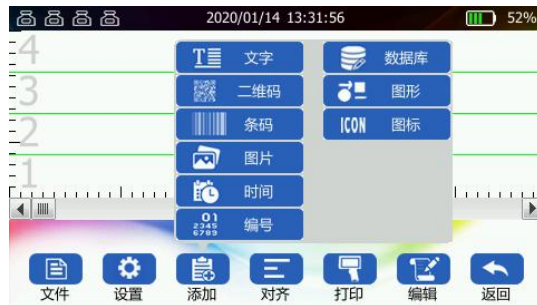 2020/01/14 13:31:56 52%
4
3
2
1
T 文字
二维码
条码
图片
时间
01 2345 6789 编号
数据库
图形
ICON 图标
文件 设置 添加 对齐 打印 编辑 返回